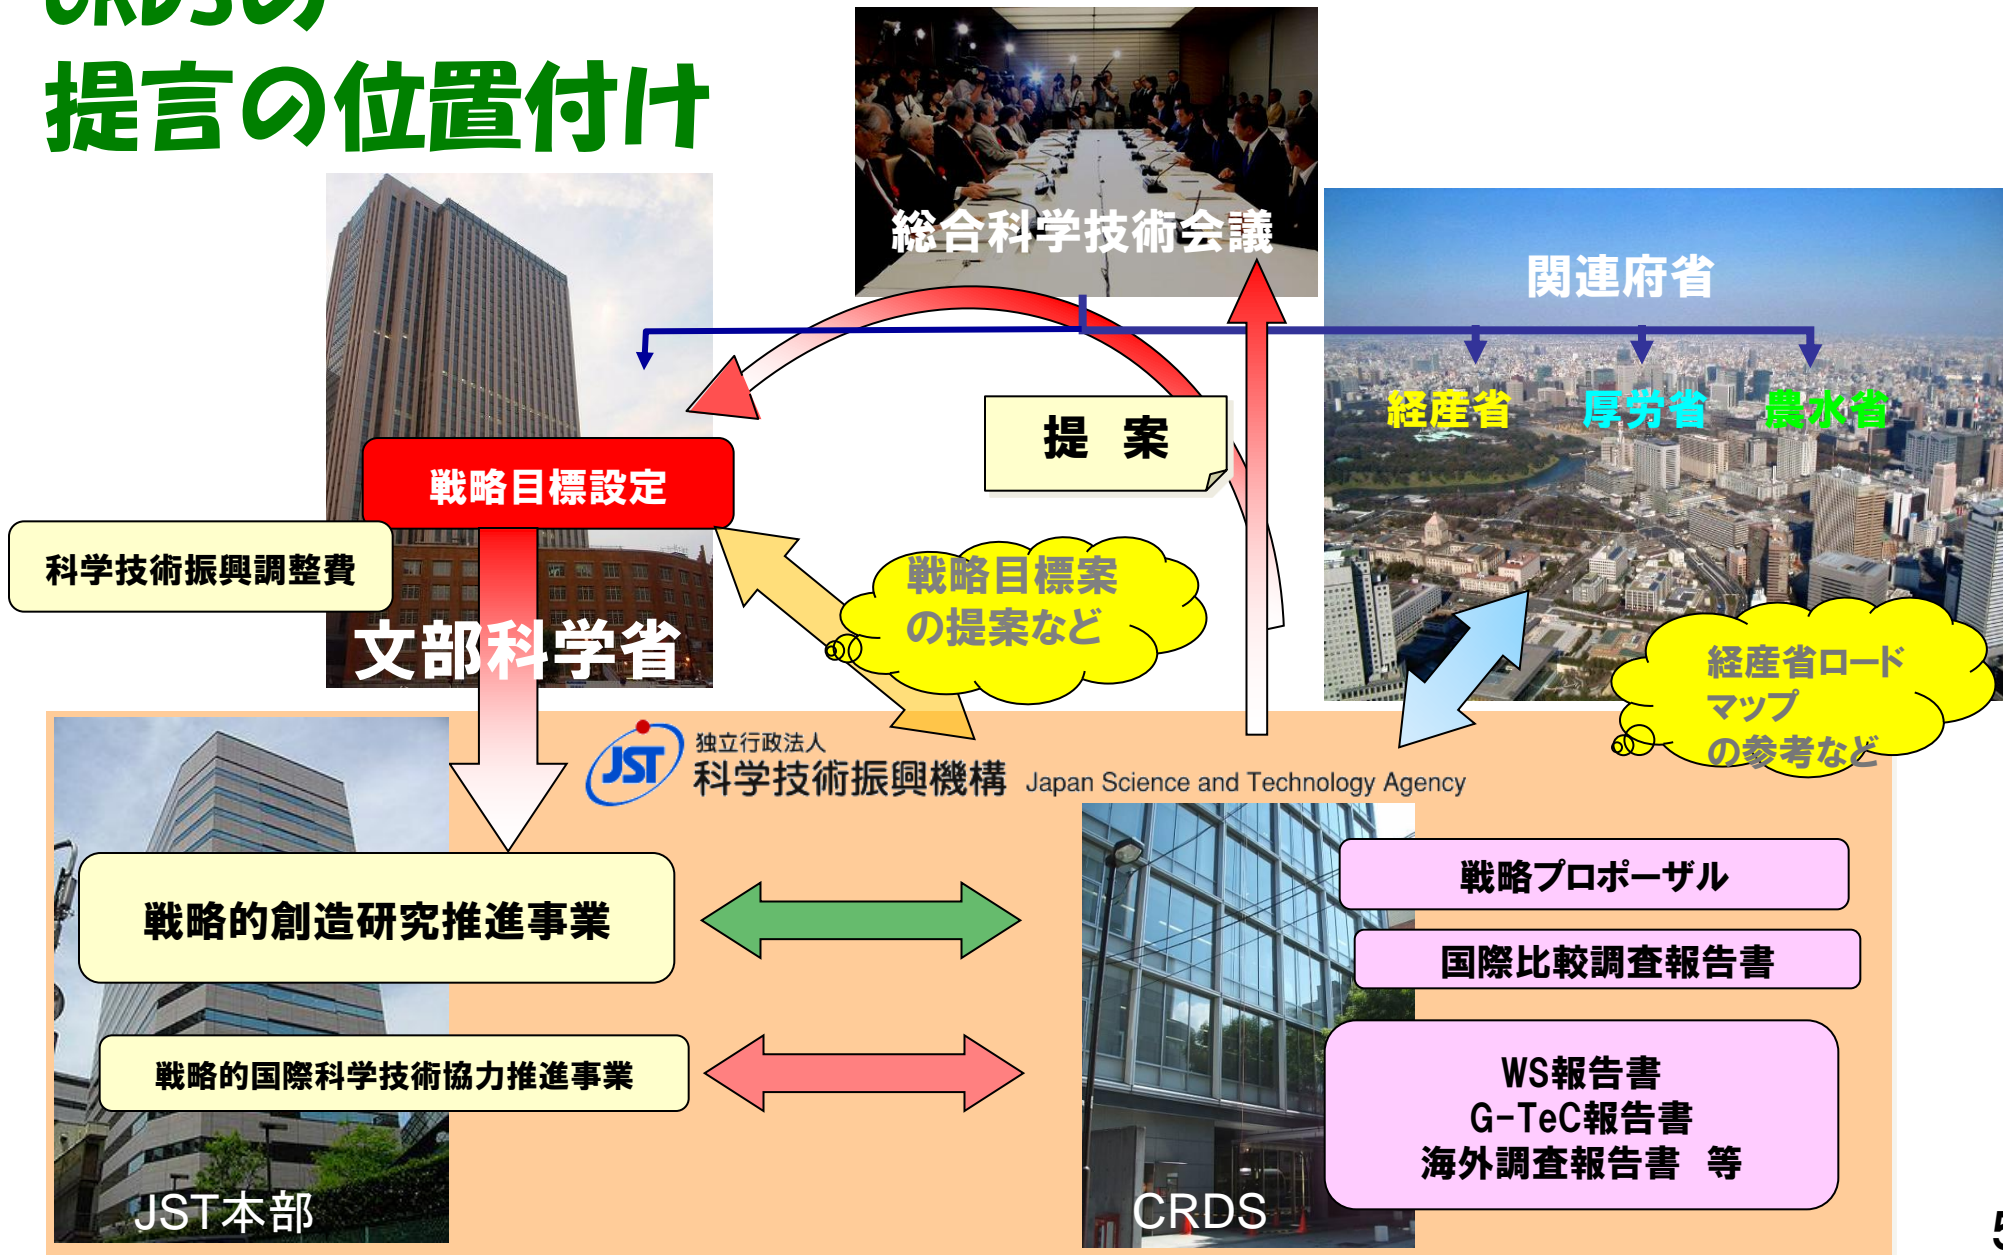 CRDSの
提言の位置付け
総合科学技術会議
関連府省
経産省 厚労省 農水省
提 案
戦略目標設定
科学技術振興調整費
文部科学省
戦略目標案
の提案など
経産省ロード
マップ
の参考など
JST
独立行政法人
科学技術振興機構 Japan Science and Technology Agency
戦略的創造研究推進事業
戦略的国際科学技術協力推進事業
JST本部
戦略プロポーザル
国際比較調査報告書
WS報告書
G-TeC報告書
海外調査報告書 等
CRDS
5